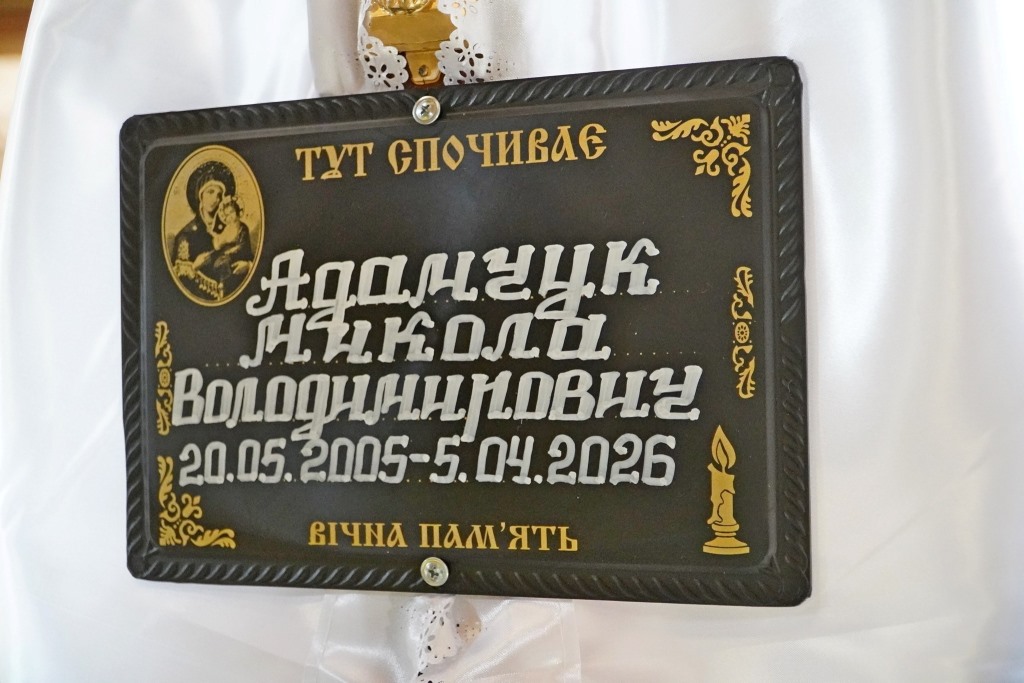 ТУТ СПОЧИВАЄ
Адамчук
Микола
Володимирович
20.05.2005-5.04.2026
ВІЧНА ПАМ'ЯТЬ